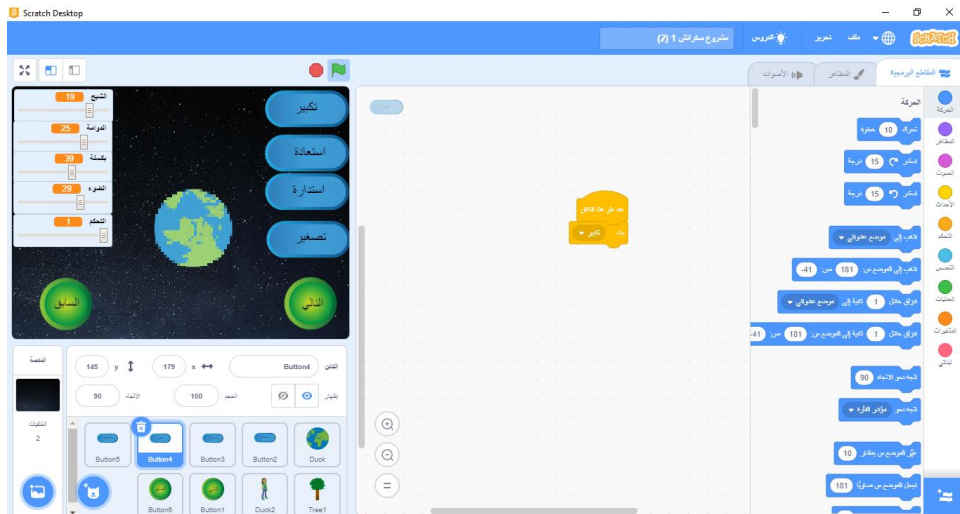 Scratch Desktop
SCRATCH
ملف
تحرير
الدروس
مشروع سكراتش 1 (2)
المقاطع البرمجية
المظاهر
الأصوات
الشبح 19
الدوامة 25
بكسلة 39
الضوء 29
التحكم 1
تكبير
استعادة
استدارة
تصغير
السابق
التالي
عند نقر هذا الكائن
بث تكبير
الحركة
تحرك 10 خطوة
استدر 15 درجة
استدر 15 درجة
اذهب إلى موضع عشوائي
اذهب إلى الموضع س: 181 ص: -41
انزلق خلال 1 ثانية إلى موضع عشوائي
انزلق خلال 1 ثانية إلى الموضع س: 181 ص: 41
اتجه نحو الاتجاه 90
اتجه نحو مؤشر الفأرة
غيّر الموضع س بمقدار 10
اجعل الموضع س مساويًا 181
الحركة
المظاهر
الصوت
الأحداث
التحكم
التحسس
العمليات
المتغيرات
لبناتي
الكائن Button4
x 179
y 145
إظهار
الحجم 100
الاتجاه 90
Button5
Button4
Button3
Button2
Duck
Button6
Button1
Duck2
Tree1
المنصة
الخلفيات
2